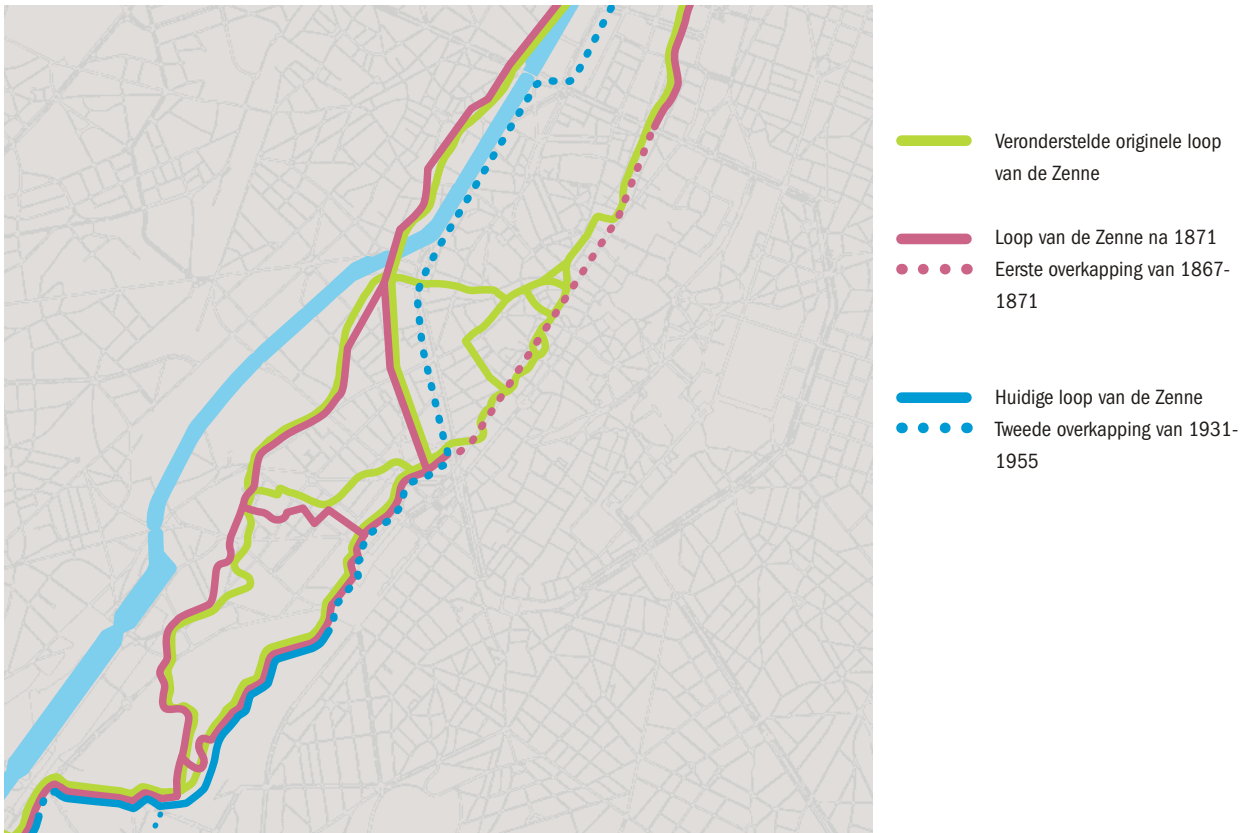 Veronderstelde originele loop
van de Zenne
Loop van de Zenne na 1871
Eerste overkapping van 1867-
1871
Huidige loop van de Zenne
Tweede overkapping van 1931-
1955